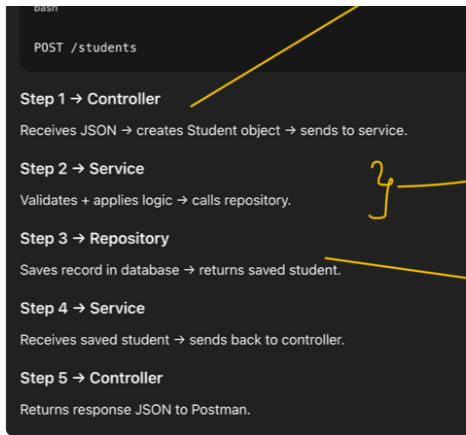 bash
POST /students
Step 1 → Controller
Receives JSON → creates Student object → sends to service.
Step 2 → Service
Validates + applies logic → calls repository.
Step 3 → Repository
Saves record in database → returns saved student.
Step 4 → Service
Receives saved student → sends back to controller.
Step 5 → Controller
Returns response JSON to Postman.